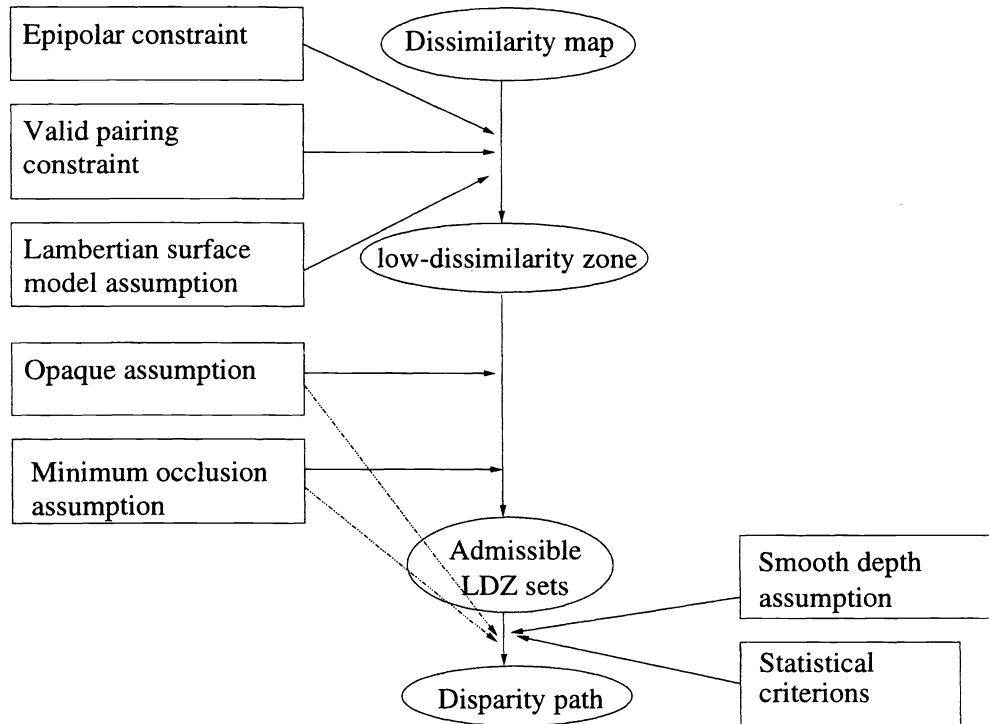 Epipolar constraint
Dissimilarity map
Valid pairing
constraint
Lambertian surface
model assumption
low-dissimilarity zone
Opaque assumption
Minimum occlusion
assumption
Admissible
LDZ sets
Smooth depth
assumption
Statistical
criterions
Disparity path